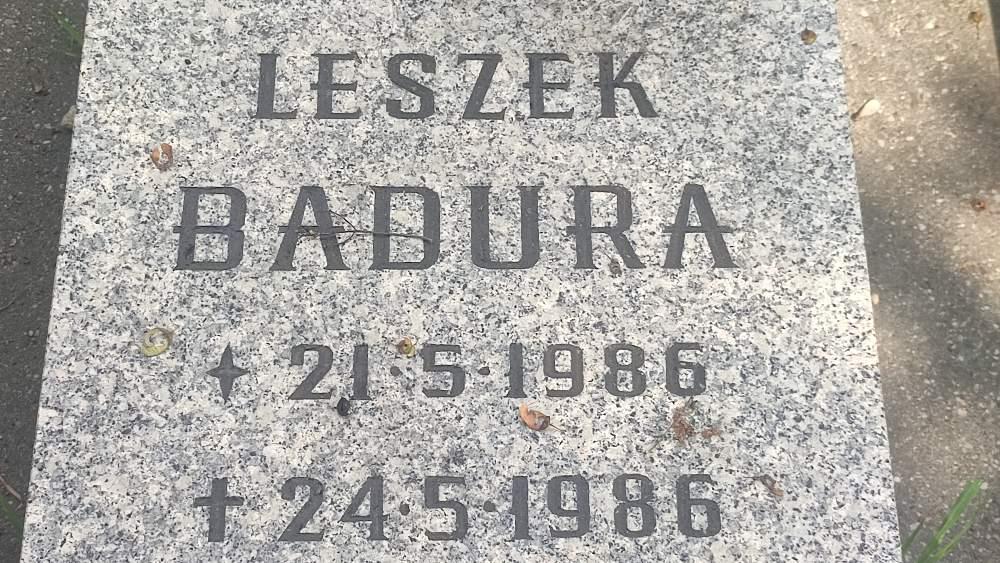 LESZEK
BADURA
✦ 21.5.1986
✝ 24.5.1986